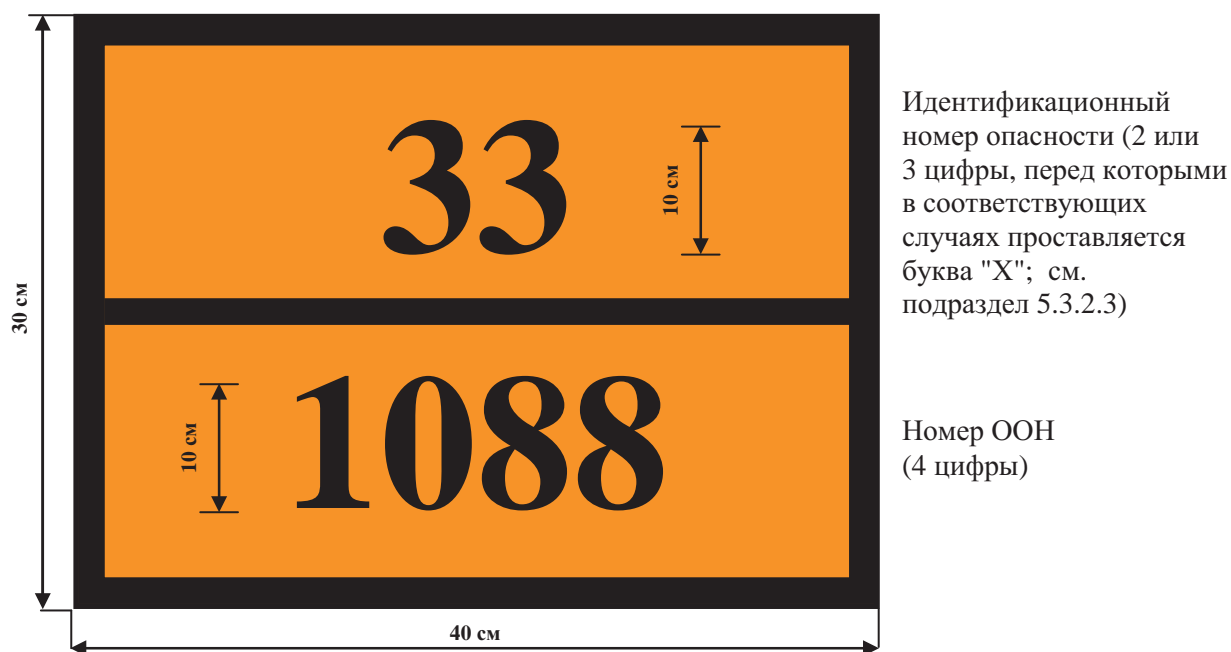 33
10 см
Идентификационный
номер опасности (2 или
3 цифры, перед которыми
в соответствующих
случаях проставляется
буква "X"; см.
подраздел 5.3.2.3)
30 см
1088
10 см
Номер ООН
(4 цифры)
40 см